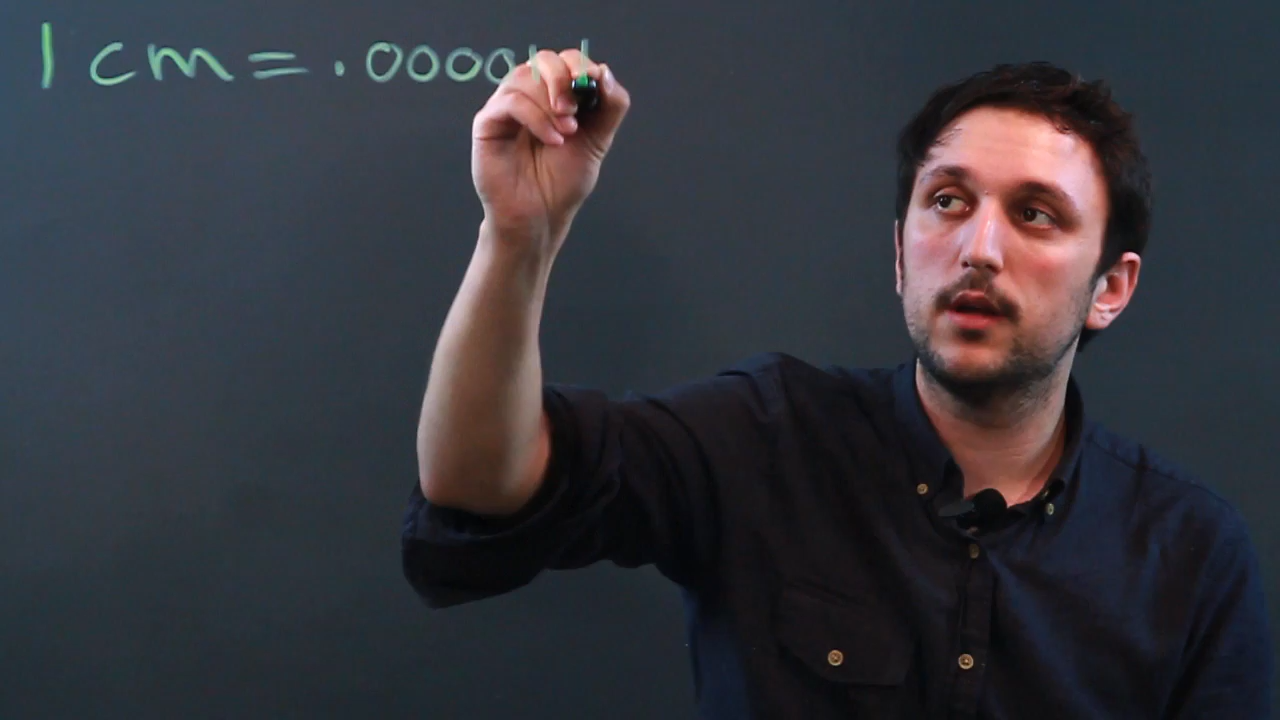 1 cm = .0000